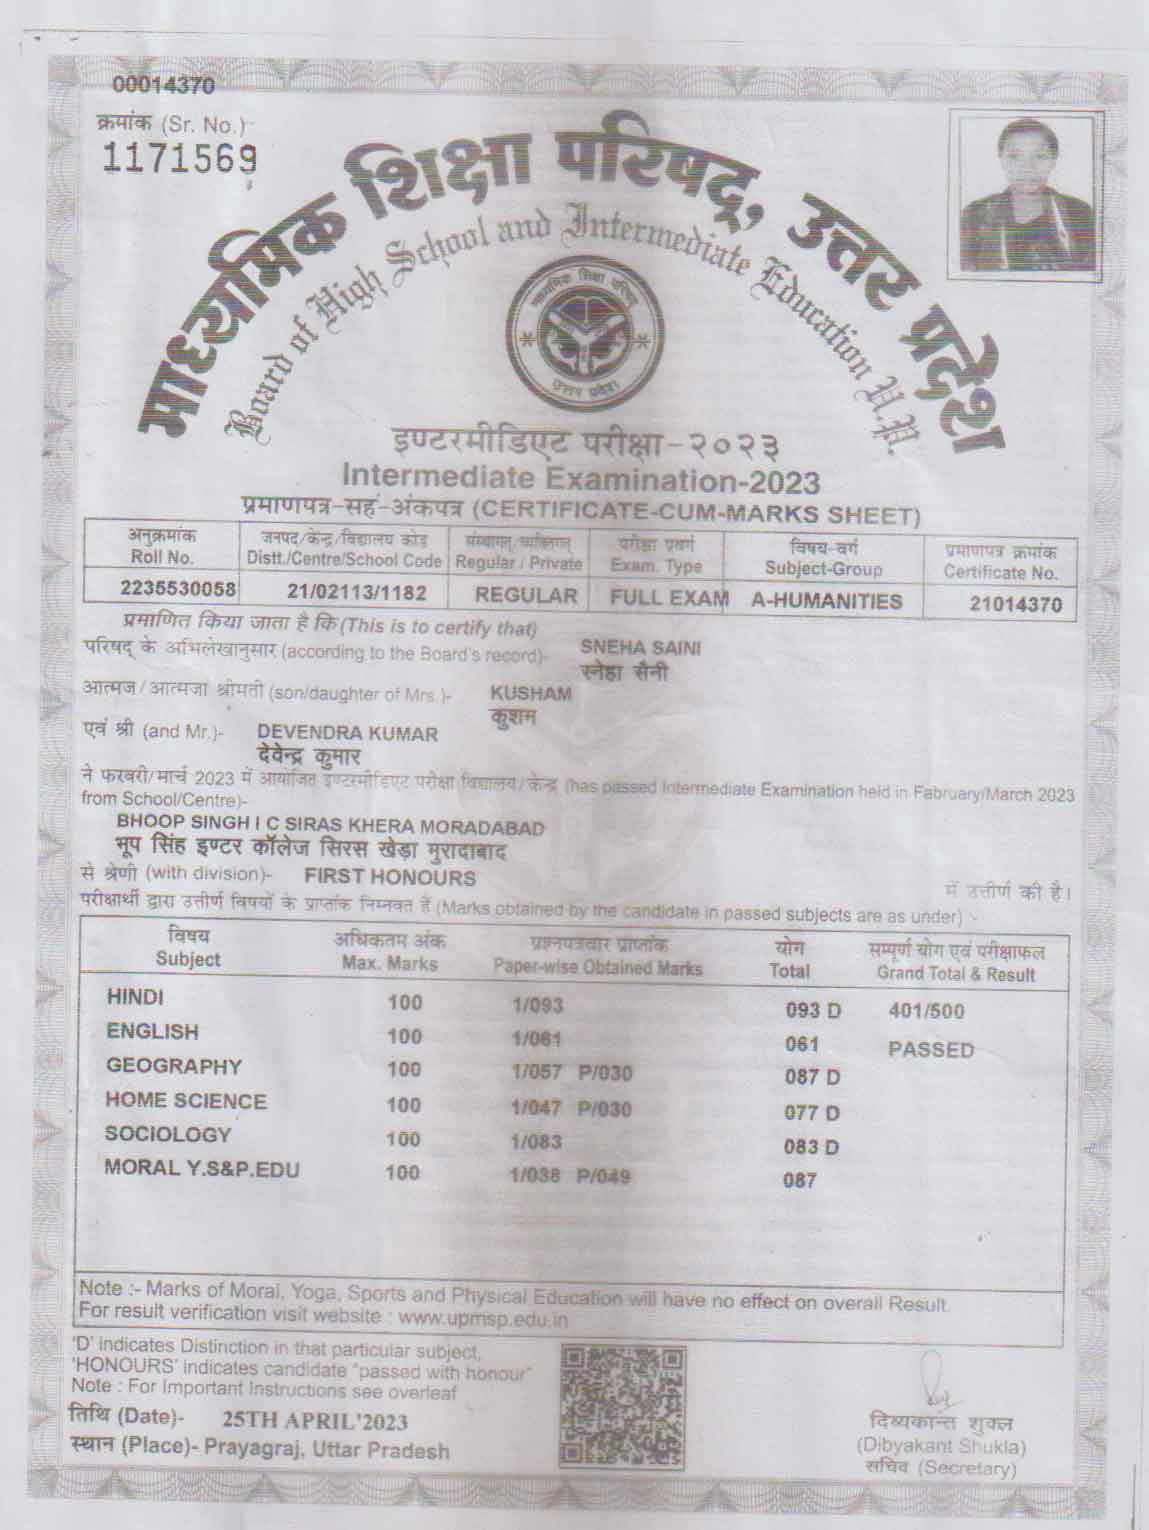 00014370
क्रमांक (Sr. No.)-
1171569
माध्यमिक शिक्षा परिषद्, उत्तर प्रदेश
Board of High School and Intermediate Education U.P.
माध्यमिक शिक्षा परिषद्
उत्तर प्रदेश
इण्टरमीडिएट परीक्षा-२०२३
Intermediate Examination-2023
प्रमाणपत्र-सह-अंकपत्र (CERTIFICATE-CUM-MARKS SHEET)
अनुक्रमांक जनपद/केन्द्र/विद्यालय कोड संस्थागत/व्यक्तिगत परीक्षा प्रवर्ग विषय-वर्ग प्रमाणपत्र क्रमांक
Roll No. Distt./Centre/School Code Regular / Private Exam. Type Subject-Group Certificate No.
2235530058 21/02113/1182 REGULAR FULL EXAM A-HUMANITIES 21014370
प्रमाणित किया जाता है कि (This is to certify that)
परिषद् के अभिलेखानुसार (according to the Board's record)- SNEHA SAINI
स्नेहा सैनी
आत्मज/आत्मजा श्रीमती (son/daughter of Mrs.)- KUSHAM
कुशम
एवं श्री (and Mr.)- DEVENDRA KUMAR
देवेन्द्र कुमार
ने फरवरी/मार्च 2023 में आयोजित इण्टरमीडिएट परीक्षा विद्यालय/केन्द्र (has passed Intermediate Examination held in Fabruary/March 2023
from School/Centre)-
BHOOP SINGH I C SIRAS KHERA MORADABAD
भूप सिंह इण्टर कॉलेज सिरस खेड़ा मुरादाबाद
से श्रेणी (with division)- FIRST HONOURS में उत्तीर्ण की है।
परीक्षार्थी द्वारा उत्तीर्ण विषयों के प्राप्तांक निम्नवत हैं (Marks obtained by the candidate in passed subjects are as under) :-
विषय अधिकतम अंक प्रश्नपत्रवार प्राप्तांक योग सम्पूर्ण योग एवं परीक्षाफल
Subject Max. Marks Paper-wise Obtained Marks Total Grand Total & Result
HINDI 100 1/093 093 D 401/500
ENGLISH 100 1/061 061 PASSED
GEOGRAPHY 100 1/057 P/030 087 D
HOME SCIENCE 100 1/047 P/030 077 D
SOCIOLOGY 100 1/083 083 D
MORAL Y.S&P.EDU 100 1/038 P/049 087
Note :- Marks of Moral, Yoga, Sports and Physical Education will have no effect on overall Result.
For result verification visit website : www.upmsp.edu.in
'D' indicates Distinction in that particular subject,
'HONOURS' indicates candidate "passed with honour"
Note : For Important Instructions see overleaf
तिथि (Date)- 25TH APRIL'2023
स्थान (Place)- Prayagraj, Uttar Pradesh
दिव्यकान्त शुक्ल
(Dibyakant Shukla)
सचिव (Secretary)